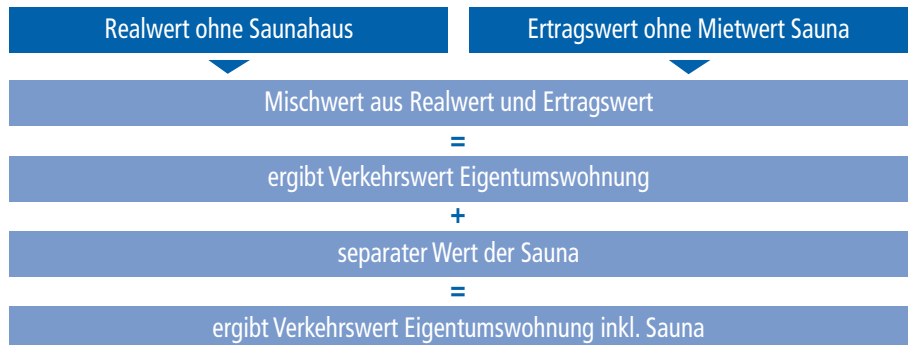 Realwert ohne Saunahaus
Ertragswert ohne Mietwert Sauna
Mischwert aus Realwert und Ertragswert
=
ergibt Verkehrswert Eigentumswohnung
+
separater Wert der Sauna
=
ergibt Verkehrswert Eigentumswohnung inkl. Sauna